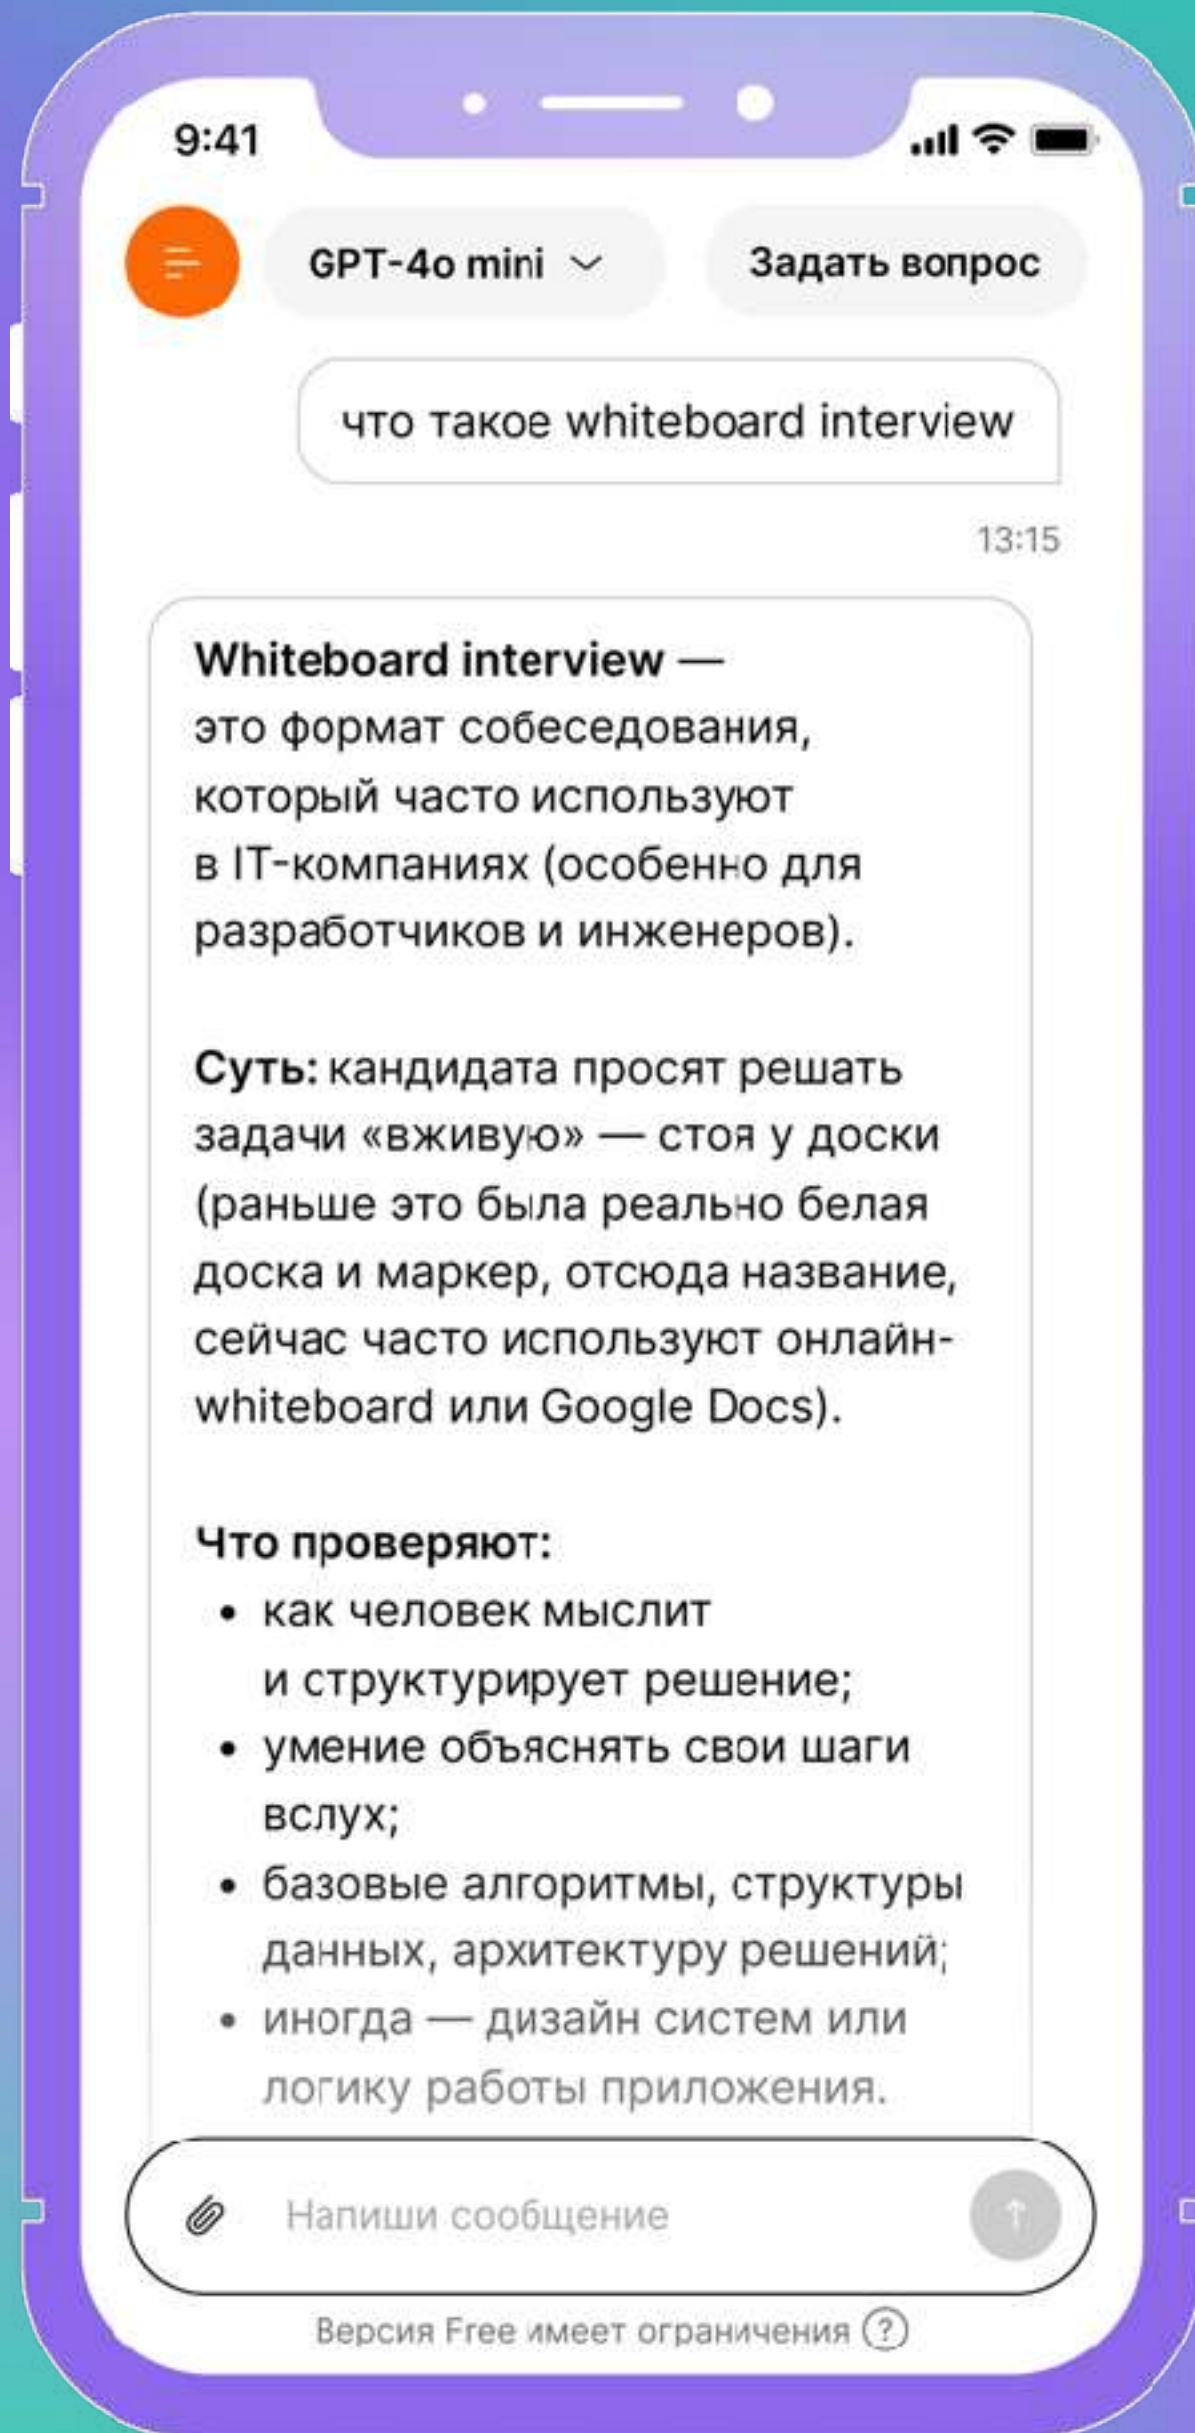 9:41
GPT-4o mini
Задать вопрос
что такое whiteboard interview
13:15
Whiteboard interview —
это формат собеседования,
который часто используют
в IT-компаниях (особенно для
разработчиков и инженеров).
Суть: кандидата просят решать
задачи «вживую» — стоя у доски
(раньше это была реально белая
доска и маркер, отсюда название,
сейчас часто используют онлайн-
whiteboard или Google Docs).
Что проверяют:
• как человек мыслит
и структурирует решение;
• умение объяснять свои шаги
вслух;
• базовые алгоритмы, структуры
данных, архитектуру решений;
• иногда — дизайн систем или
логику работы приложения.
Напиши сообщение
Версия Free имеет ограничения ?